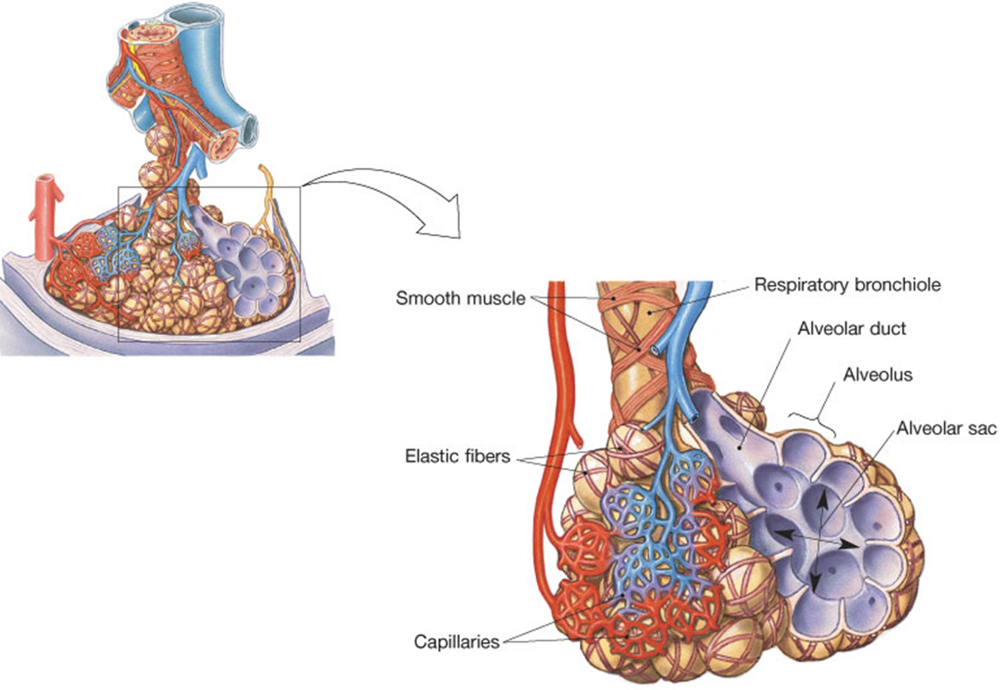 Respiratory bronchiole
Smooth muscle
Alveolar duct
Alveolus
Alveolar sac
Elastic fibers
Capillaries